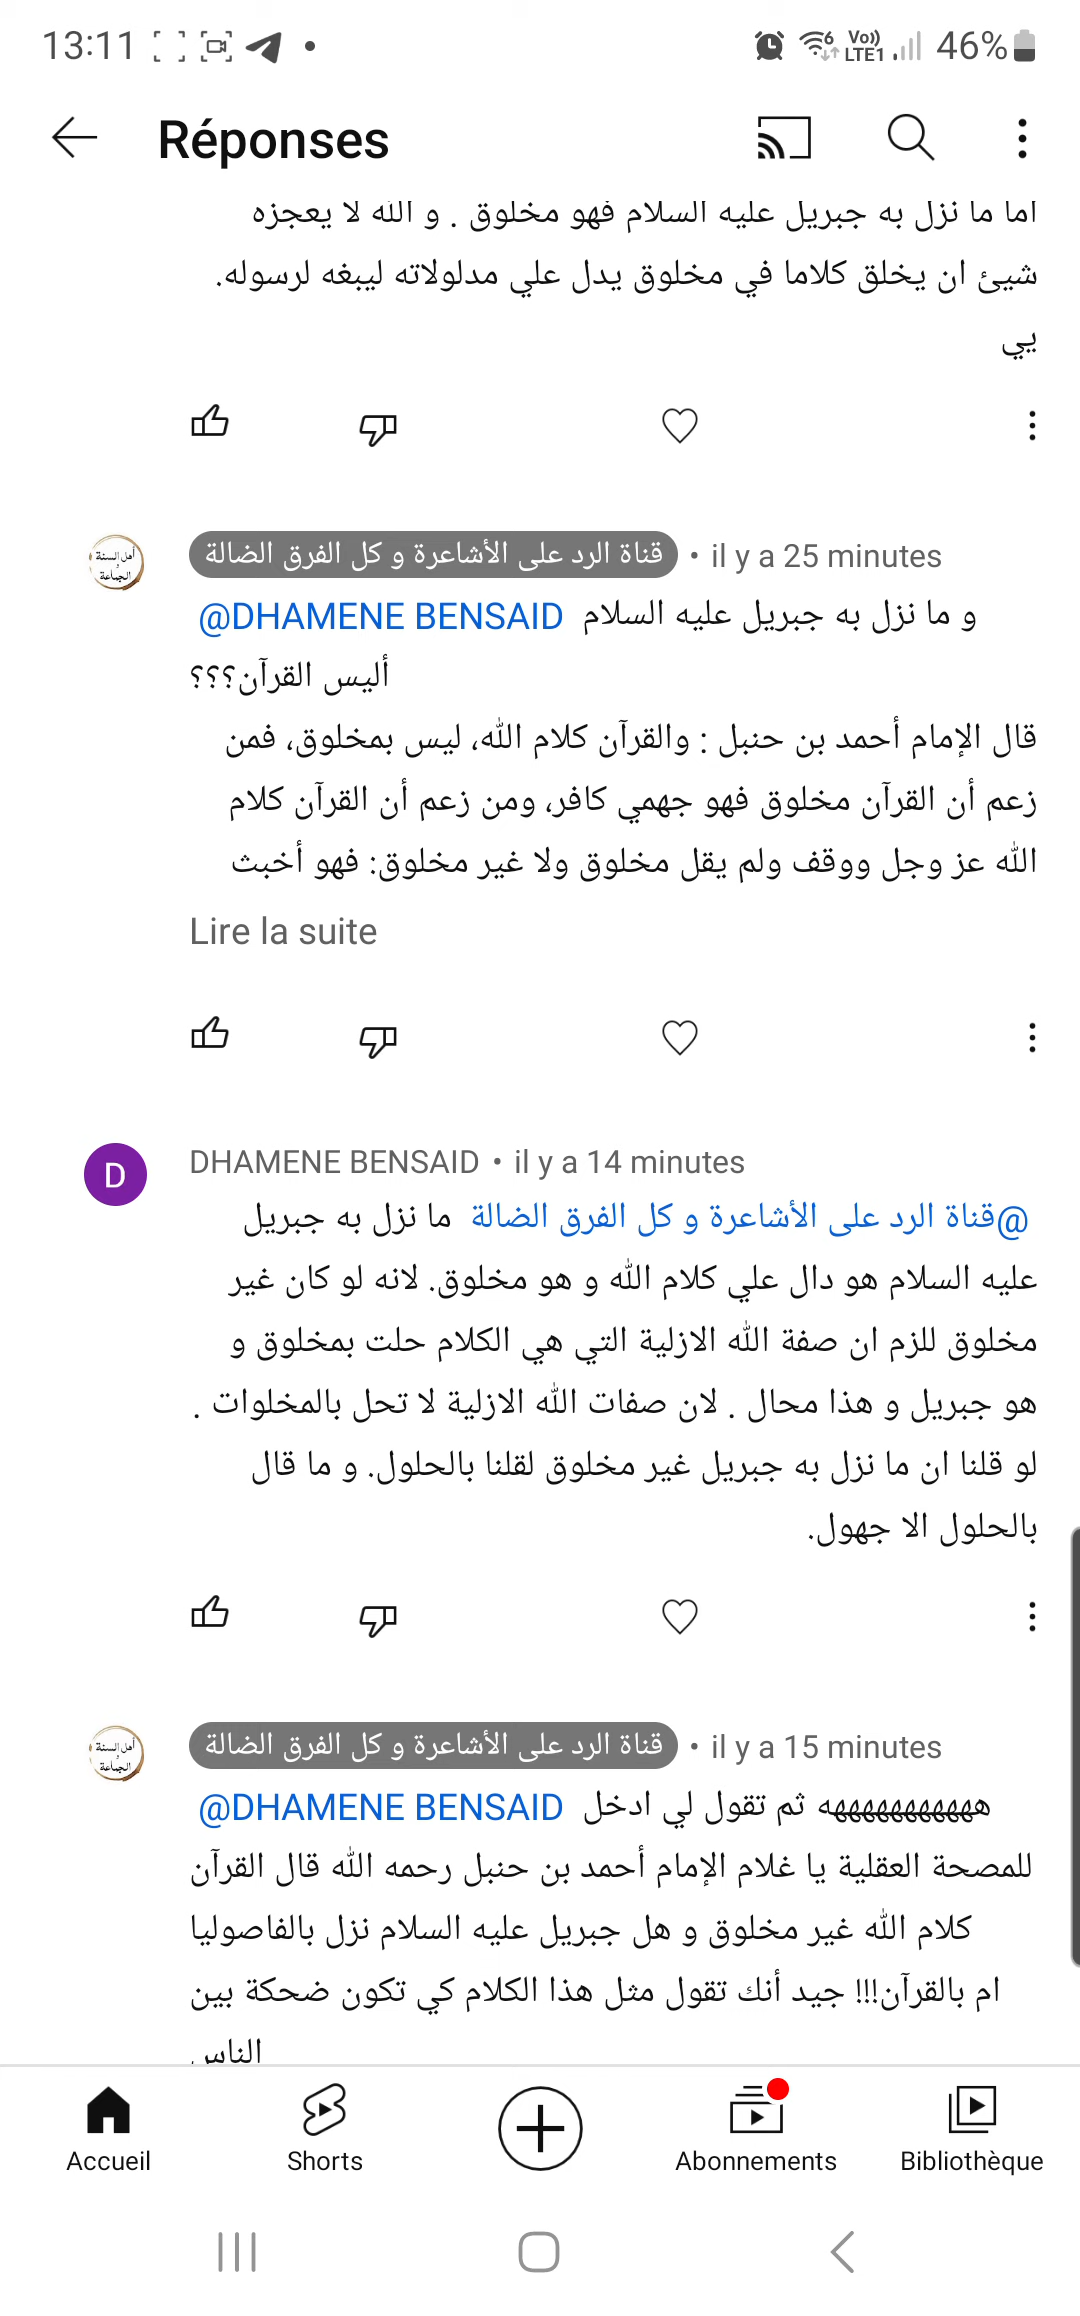 13:11
Vo)) LTE1 46%
Réponses
اما ما نزل به جبريل عليه السلام فهو مخلوق . و الله لا يعجزه
شيئ ان يخلق كلاما في مخلوق يدل علي مدلولاته ليبغه لرسوله.
يي
أهل السنة
و
الجماعة
قناة الرد على الأشاعرة و كل الفرق الضالة • il y a 25 minutes
@DHAMENE BENSAID و ما نزل به جبريل عليه السلام
أليس القرآن؟؟؟
قال الإمام أحمد بن حنبل : والقرآن كلام الله، ليس بمخلوق، فمن
زعم أن القرآن مخلوق فهو جهمي كافر، ومن زعم أن القرآن كلام
الله عز وجل ووقف ولم يقل مخلوق ولا غير مخلوق: فهو أخبث
Lire la suite
D
DHAMENE BENSAID • il y a 14 minutes
@قناة الرد على الأشاعرة و كل الفرق الضالة ما نزل به جبريل
عليه السلام هو دال علي كلام الله و هو مخلوق. لانه لو كان غير
مخلوق للزم ان صفة الله الازلية التي هي الكلام حلت بمخلوق و
هو جبريل و هذا محال . لان صفات الله الازلية لا تحل بالمخلوات .
لو قلنا ان ما نزل به جبريل غير مخلوق لقلنا بالحلول. و ما قال
بالحلول الا جهول.
أهل السنة
و
الجماعة
قناة الرد على الأشاعرة و كل الفرق الضالة • il y a 15 minutes
@DHAMENE BENSAID هههههههههههه ثم تقول لي ادخل
للمصحة العقلية يا غلام الإمام أحمد بن حنبل رحمه الله قال القرآن
كلام الله غير مخلوق و هل جبريل عليه السلام نزل بالفاصوليا
ام بالقرآن!!! جيد أنك تقول مثل هذا الكلام كي تكون ضحكة بين
الناس
Accueil
Shorts
Abonnements
Bibliothèque